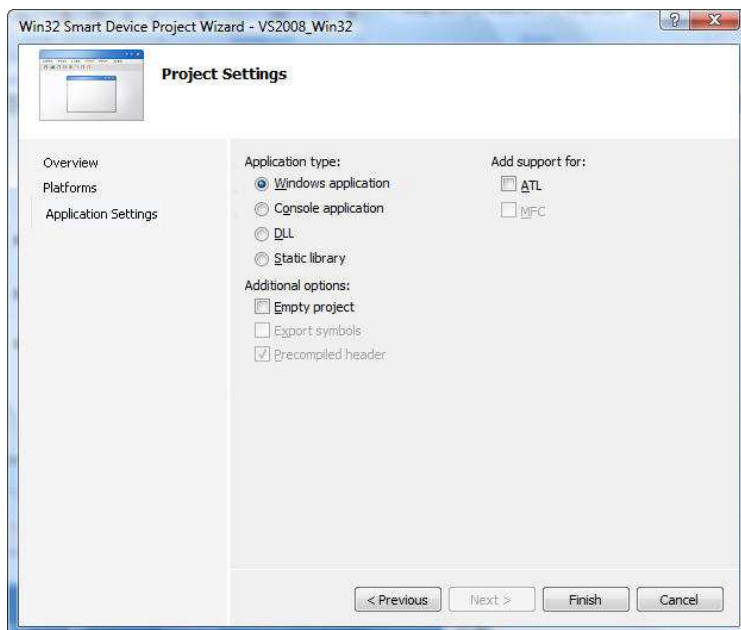 Win32 Smart Device Project Wizard - VS2008_Win32
Project Settings
Overview
Platforms
Application Settings
Application type:
Windows application
Console application
DLL
Static library
Additional options:
Empty project
Export symbols
Precompiled header
Add support for:
ATL
MFC
< Previous
Next >
Finish
Cancel